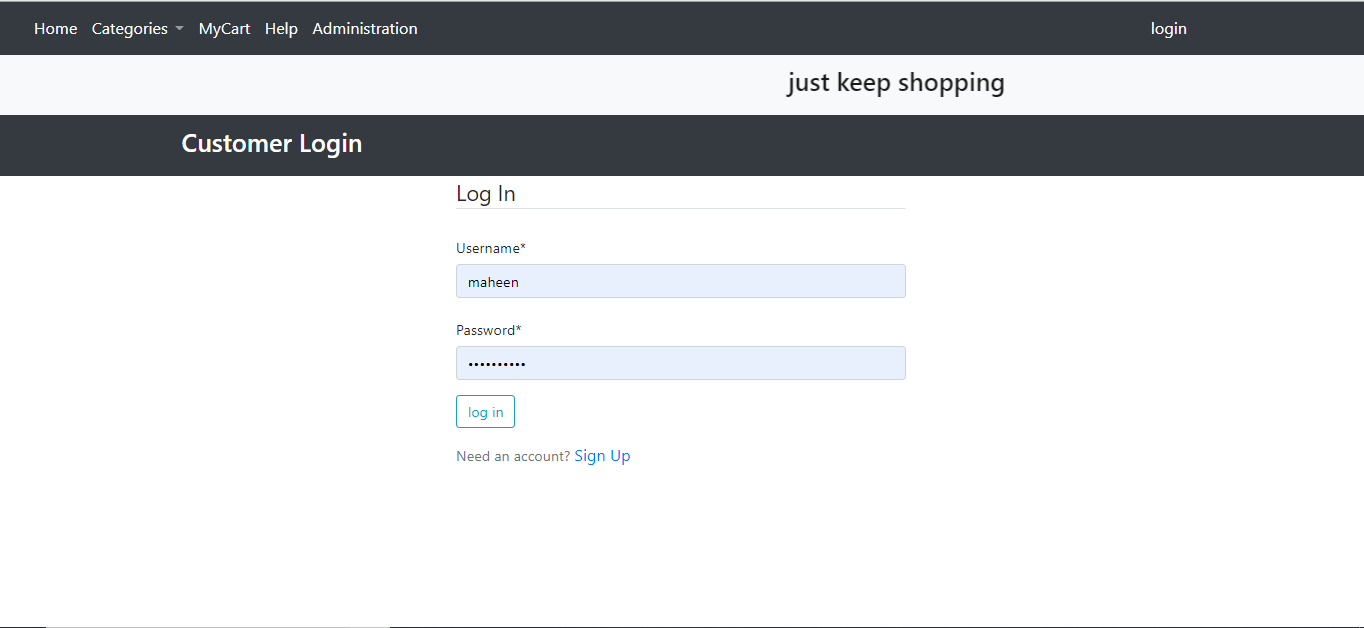 Home Categories MyCart Help Administration login
just keep shopping
Customer Login
Log In
Username*
maheen
Password*
••••••••••
log in
Need an account? Sign Up